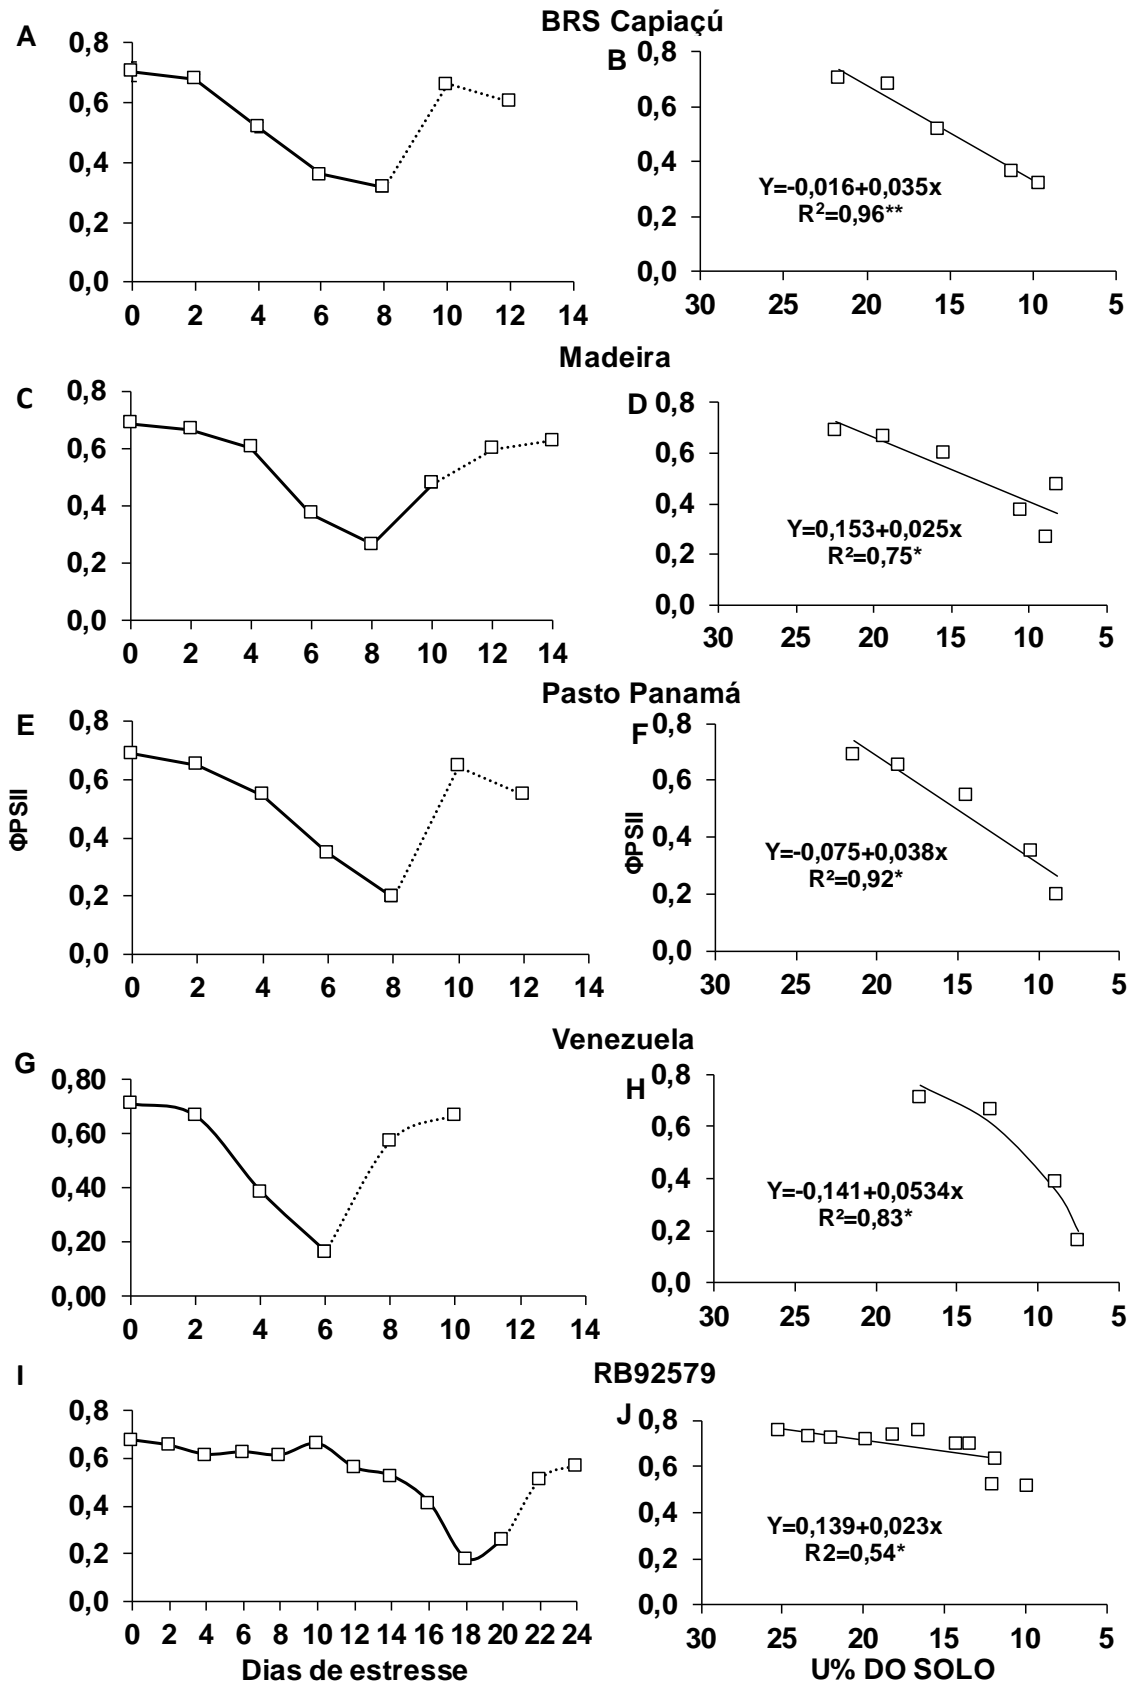 BRS Capiaçú
A
0,8
0,6
0,4
0,2
0,0
0 2 4 6 8 10 12 14
B
0,8
0,6
0,4
0,2
0,0
Y=-0,016+0,035x
R²=0,96**
30 25 20 15 10 5
Madeira
C
0,8
0,6
0,4
0,2
0,0
0 2 4 6 8 10 12 14
D
0,8
0,6
0,4
0,2
0,0
Y=0,153+0,025x
R²=0,75*
30 25 20 15 10 5
Pasto Panamá
E
ΦPSII
0,8
0,6
0,4
0,2
0,0
0 2 4 6 8 10 12 14
F
ΦPSII
0,8
0,6
0,4
0,2
0,0
Y=-0,075+0,038x
R²=0,92*
30 25 20 15 10 5
Venezuela
G
0,80
0,60
0,40
0,20
0,00
0 2 4 6 8 10 12 14
H
0,8
0,6
0,4
0,2
0,0
Y=-0,141+0,0534x
R²=0,83*
30 25 20 15 10 5
RB92579
I
0,8
0,6
0,4
0,2
0,0
0 2 4 6 8 10 12 14 16 18 20 22 24
Dias de estresse
J
0,8
0,6
0,4
0,2
0,0
Y=0,139+0,023x
R2=0,54*
30 25 20 15 10 5
U% DO SOLO